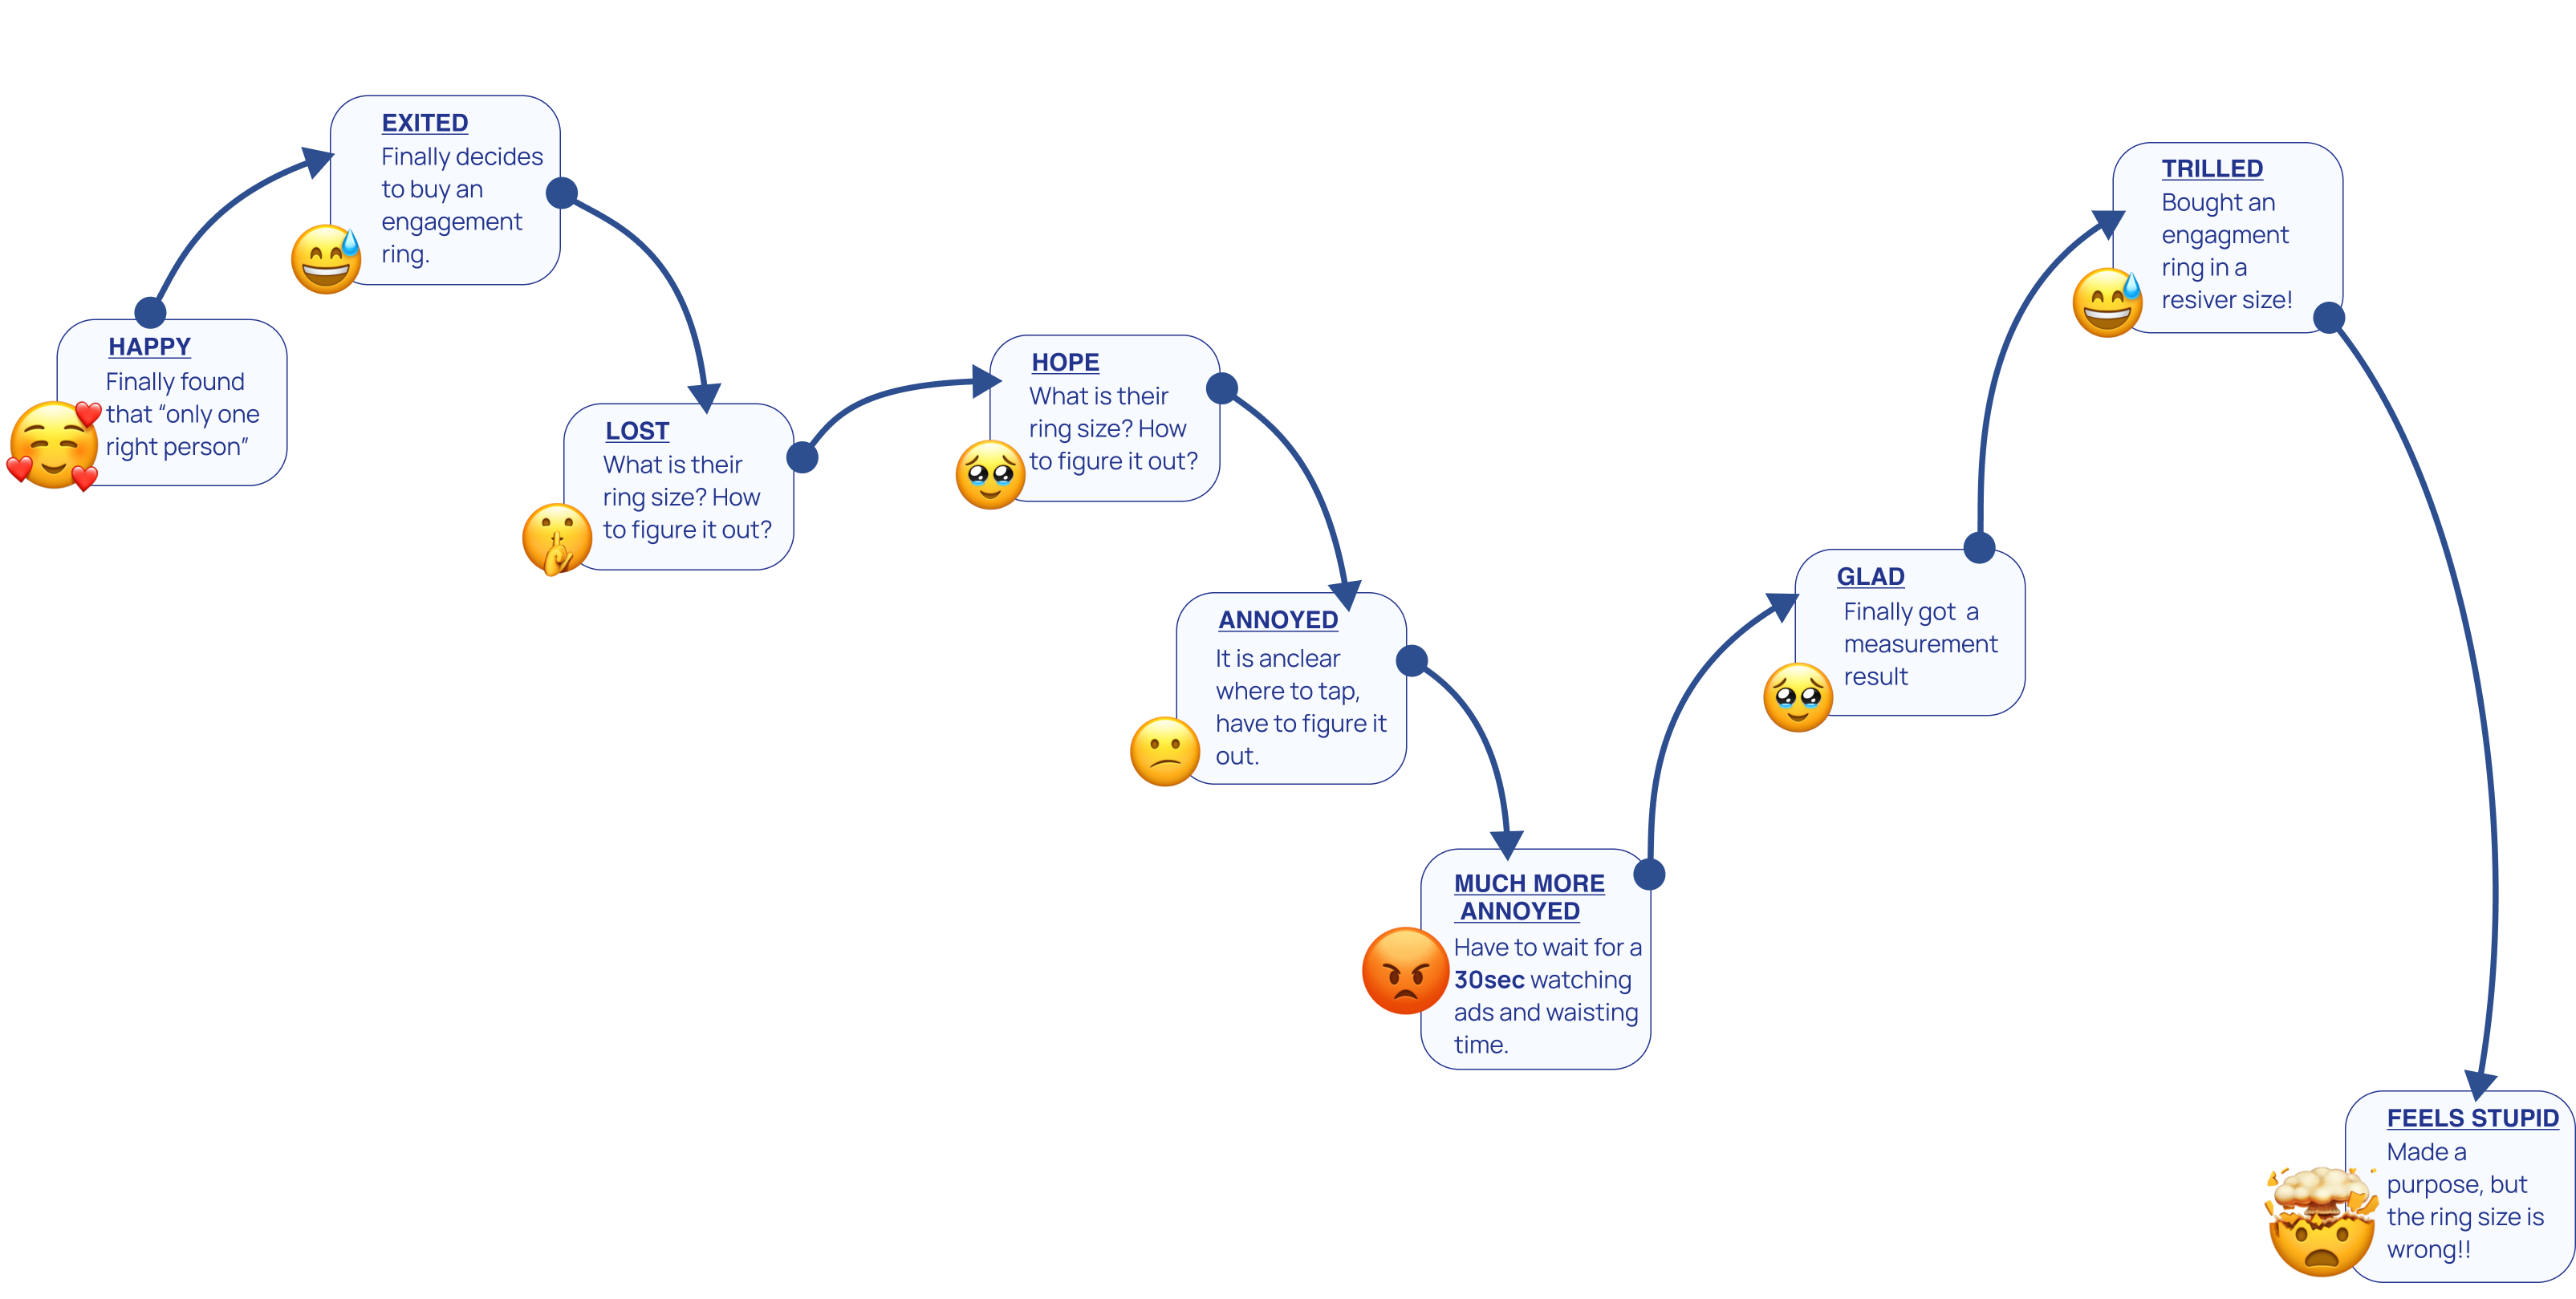 HAPPY
Finally found
that “only one
right person”
EXITED
Finally decides
to buy an
engagement
ring.
LOST
What is their
ring size? How
to figure it out?
HOPE
What is their
ring size? How
to figure it out?
ANNOYED
It is anclear
where to tap,
have to figure it
out.
MUCH MORE
ANNOYED
Have to wait for a
30sec watching
ads and waisting
time.
GLAD
Finally got a
measurement
result
TRILLED
Bought an
engagment
ring in a
resiver size!
FEELS STUPID
Made a
purpose, but
the ring size is
wrong!!